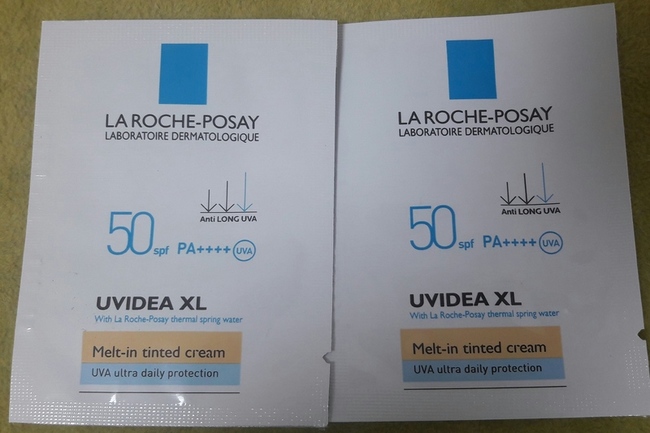 LA ROCHE-POSAY
LABORATOIRE DERMATOLOGIQUE
Anti LONG UVA
50 spf PA++++ UVA
UVIDEA XL
With La Roche-Posay thermal spring water
Melt-in tinted cream
UVA ultra daily protection
LA ROCHE-POSAY
LABORATOIRE DERMATOLOGIQUE
Anti LONG UVA
50 spf PA++++ UVA
UVIDEA XL
With La Roche-Posay thermal spring water
Melt-in tinted cream
UVA ultra daily protection